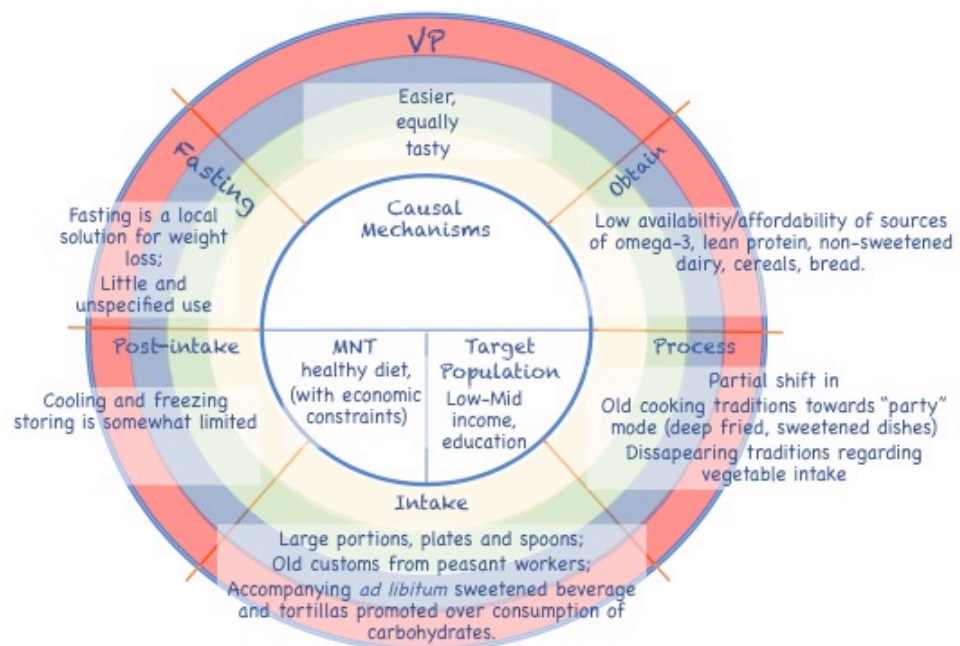 VP
Easier,
equally
tasty
Fasting
Fasting is a local
solution for weight
loss;
Little and
unspecified use
Causal
Mechanisms
Obtain
Low availabiltiy/affordability of sources
of omega-3, lean protein, non-sweetened
dairy, cereals, bread.
Post-intake
Cooling and freezing
storing is somewhat limited
MNT
healthy diet,
(with economic
constraints)
Target
Population
Low-Mid
income,
education
Process
Partial shift in
Old cooking traditions towards “party”
mode (deep fried, sweetened dishes)
Dissapearing traditions regarding
vegetable intake
Intake
Large portions, plates and spoons;
Old customs from peasant workers;
Accompanying ad libitum sweetened beverage
and tortillas promoted over consumption of
carbohydrates.